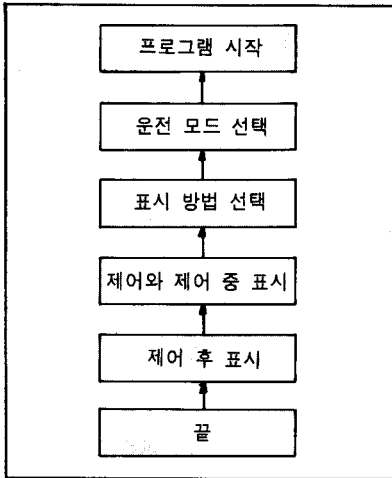 프로그램 시작
운전 모드 선택
표시 방법 선택
제어와 제어 중 표시
제어 후 표시
끝